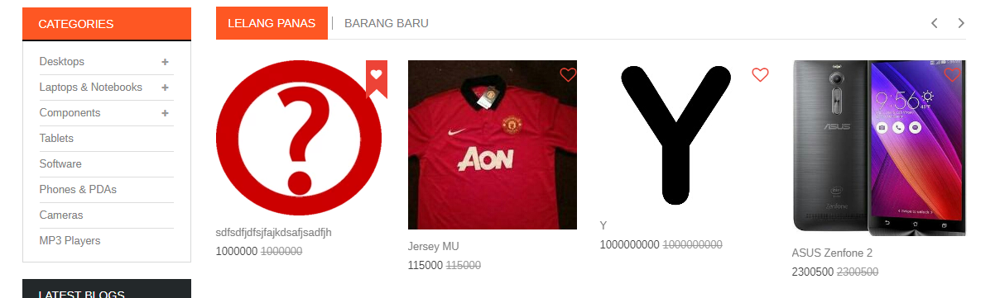 CATEGORIES
Desktops
Laptops & Notebooks
Components
Tablets
Software
Phones & PDAs
Cameras
MP3 Players
LATEST BLOGS
LELANG PANAS
BARANG BARU
?
sdfsdfjdfsjfajkdsafjsadfjh
1000000 1000000
AON
Jersey MU
115000 115000
Y
Y
1000000000 1000000000
ASUS
Zenfone
9:56
ASUS Zenfone 2
2300500 2300500